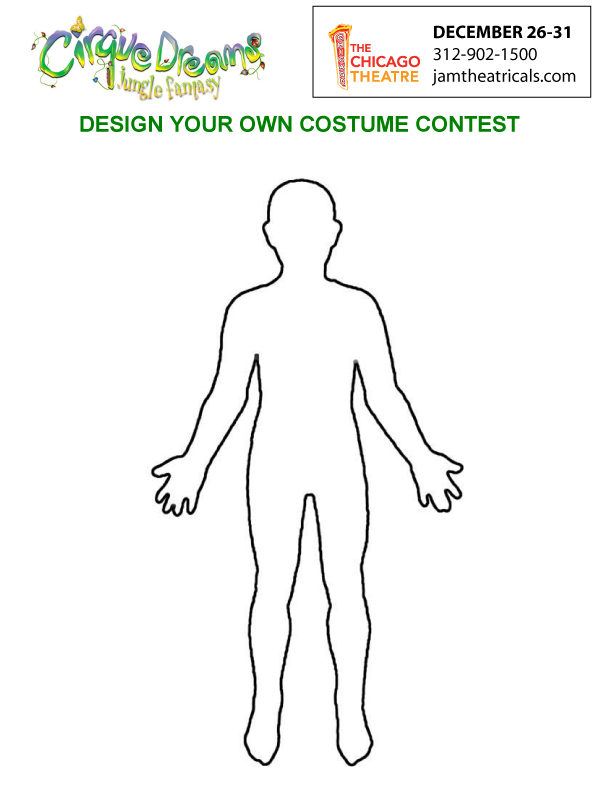 Cirque Dreams
Jungle Fantasy
CHICAGO
THE
CHICAGO
THEATRE
DECEMBER 26-31
312-902-1500
jamtheatricals.com
DESIGN YOUR OWN COSTUME CONTEST